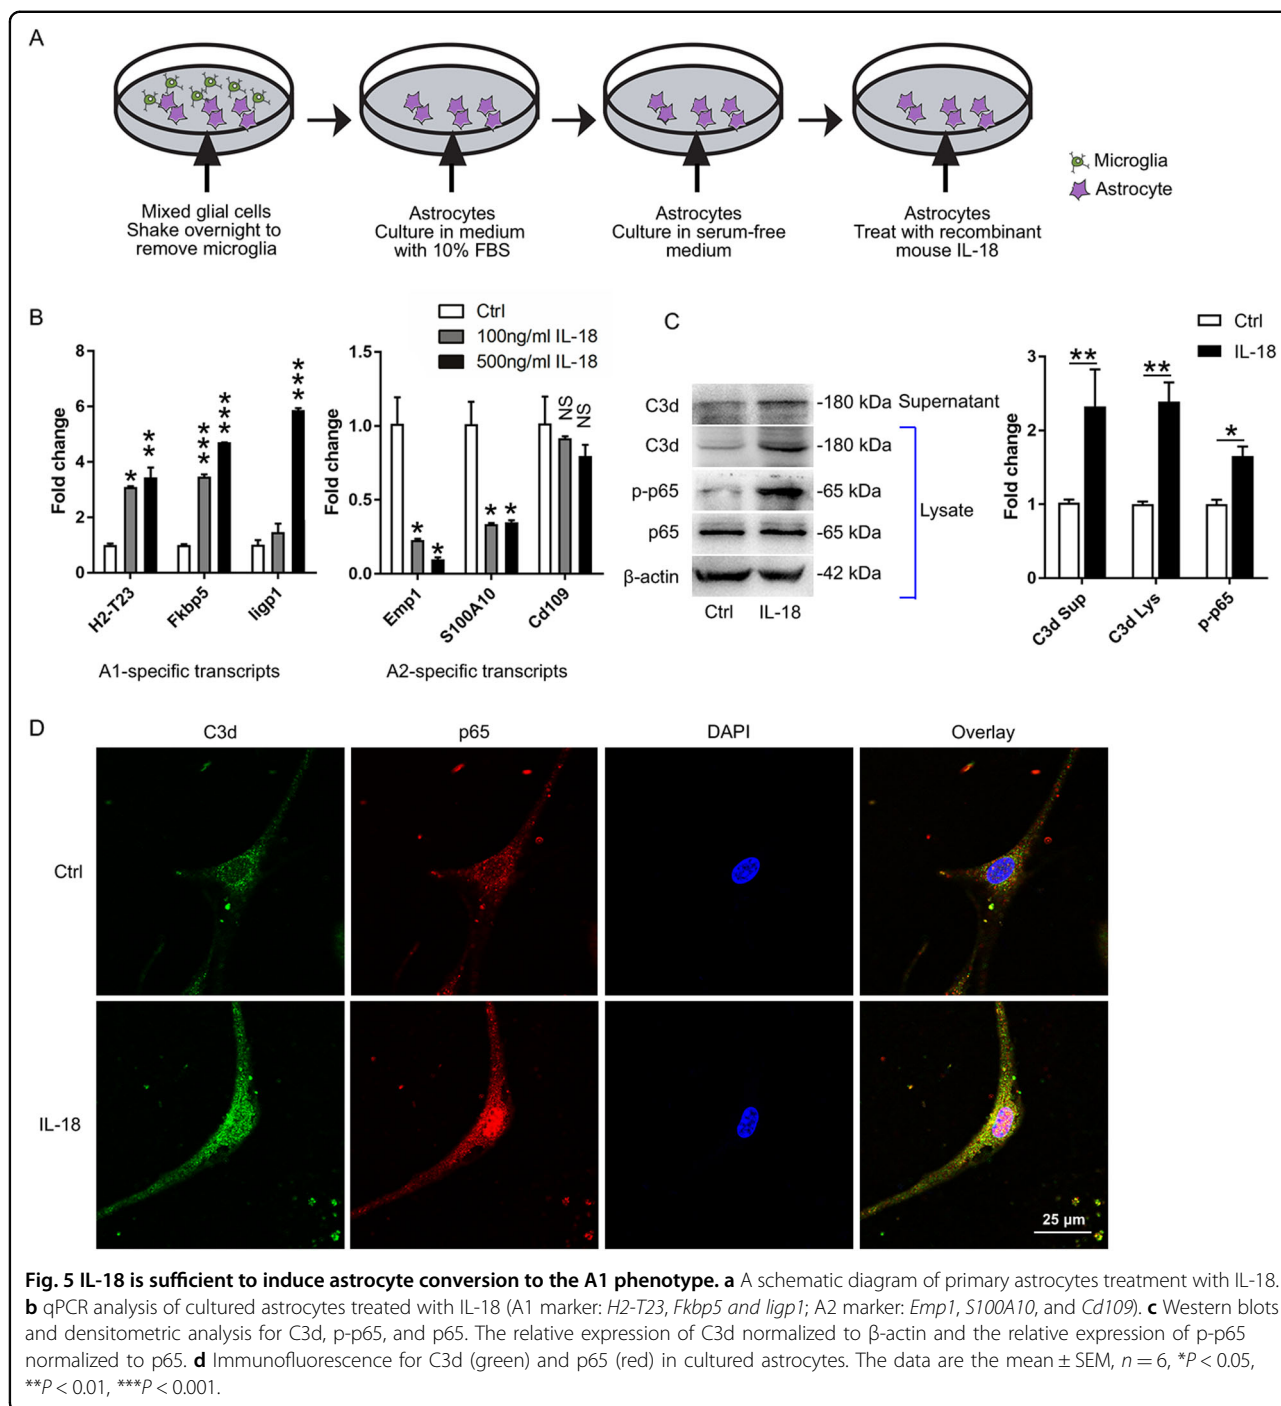 A
Microglia
Astrocyte
Mixed glial cells
Shake overnight to
remove microglia
Astrocytes
Culture in medium
with 10% FBS
Astrocytes
Culture in serum-free
medium
Astrocytes
Treat with recombinant
mouse IL-18
B
Ctrl
100ng/ml IL-18
500ng/ml IL-18
Fold change
8
6
4
2
0
*
**
***
***
***
H2-T23
Fkbp5
Iigp1
A1-specific transcripts
Fold change
1.5
1.0
0.5
0.0
*
*
*
*
NS
NS
Emp1
S100A10
Cd109
A2-specific transcripts
C
C3d
-180 kDa
Supernatant
C3d
-180 kDa
p-p65
-65 kDa
Lysate
p65
-65 kDa
β-actin
-42 kDa
Ctrl
IL-18
Ctrl
IL-18
Fold change
3
2
1
0
**
**
*
C3d Sup
C3d Lys
p-p65
D
C3d
p65
DAPI
Overlay
Ctrl
IL-18
25 μm
Fig. 5 IL-18 is sufficient to induce astrocyte conversion to the A1 phenotype. a A schematic diagram of primary astrocytes treatment with IL-18.
b qPCR analysis of cultured astrocytes treated with IL-18 (A1 marker: H2-T23, Fkbp5 and Iigp1; A2 marker: Emp1, S100A10, and Cd109). c Western blots
and densitometric analysis for C3d, p-p65, and p65. The relative expression of C3d normalized to β-actin and the relative expression of p-p65
normalized to p65. d Immunofluorescence for C3d (green) and p65 (red) in cultured astrocytes. The data are the mean ± SEM, n = 6, *P < 0.05,
**P < 0.01, ***P < 0.001.